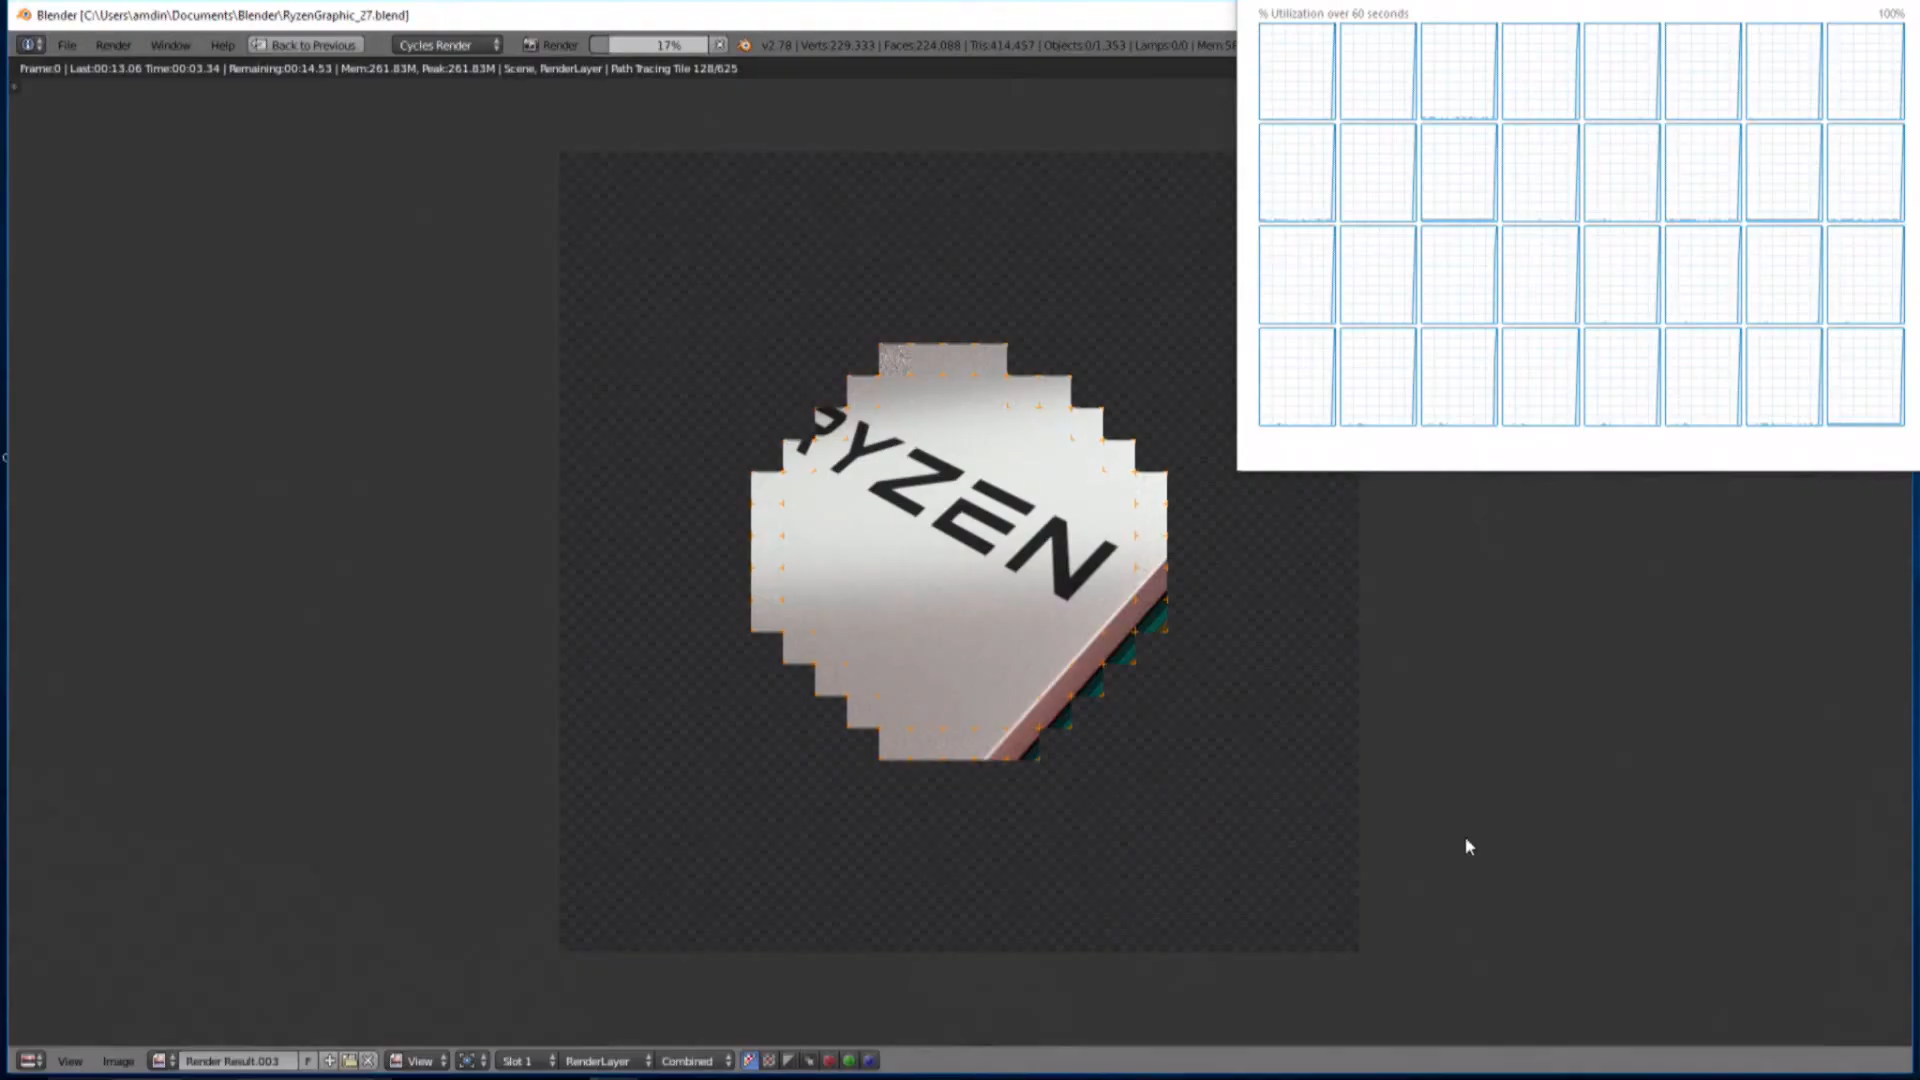 Blender [C:\Users\amdin\Documents\Blender\RyzenGraphic_27.blend]
File Render Window Help Back to Previous Cycles Render Render 17% v2.78 | Verts:229,333 | Faces:224,088 | Tris:414,457 | Objects:0/1,353 | Lamps:0/0 | Mem:58
Frame:0 | Last:00:13.06 Time:00:03.34 | Remaining:00:14.53 | Mem:261.83M, Peak:261.83M | Scene, RenderLayer | Path Tracing Tile 128/625
% Utilization over 60 seconds 100%
RYZEN
View Image Render Result.003 F View Slot 1 RenderLayer Combined